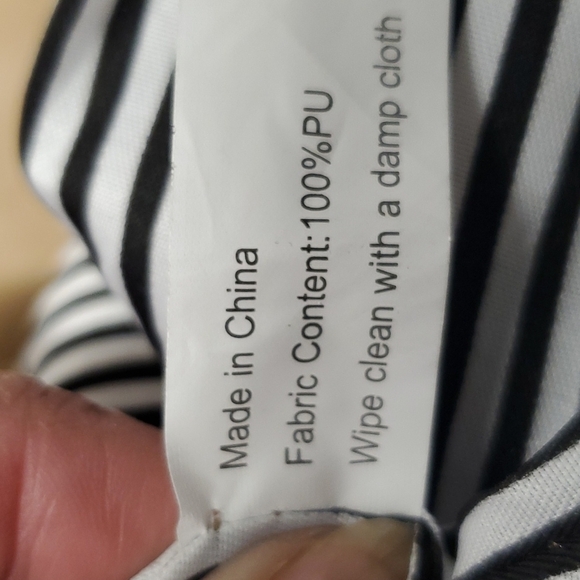 Made in China
Fabric Content:100%PU
Wipe clean with a damp cloth